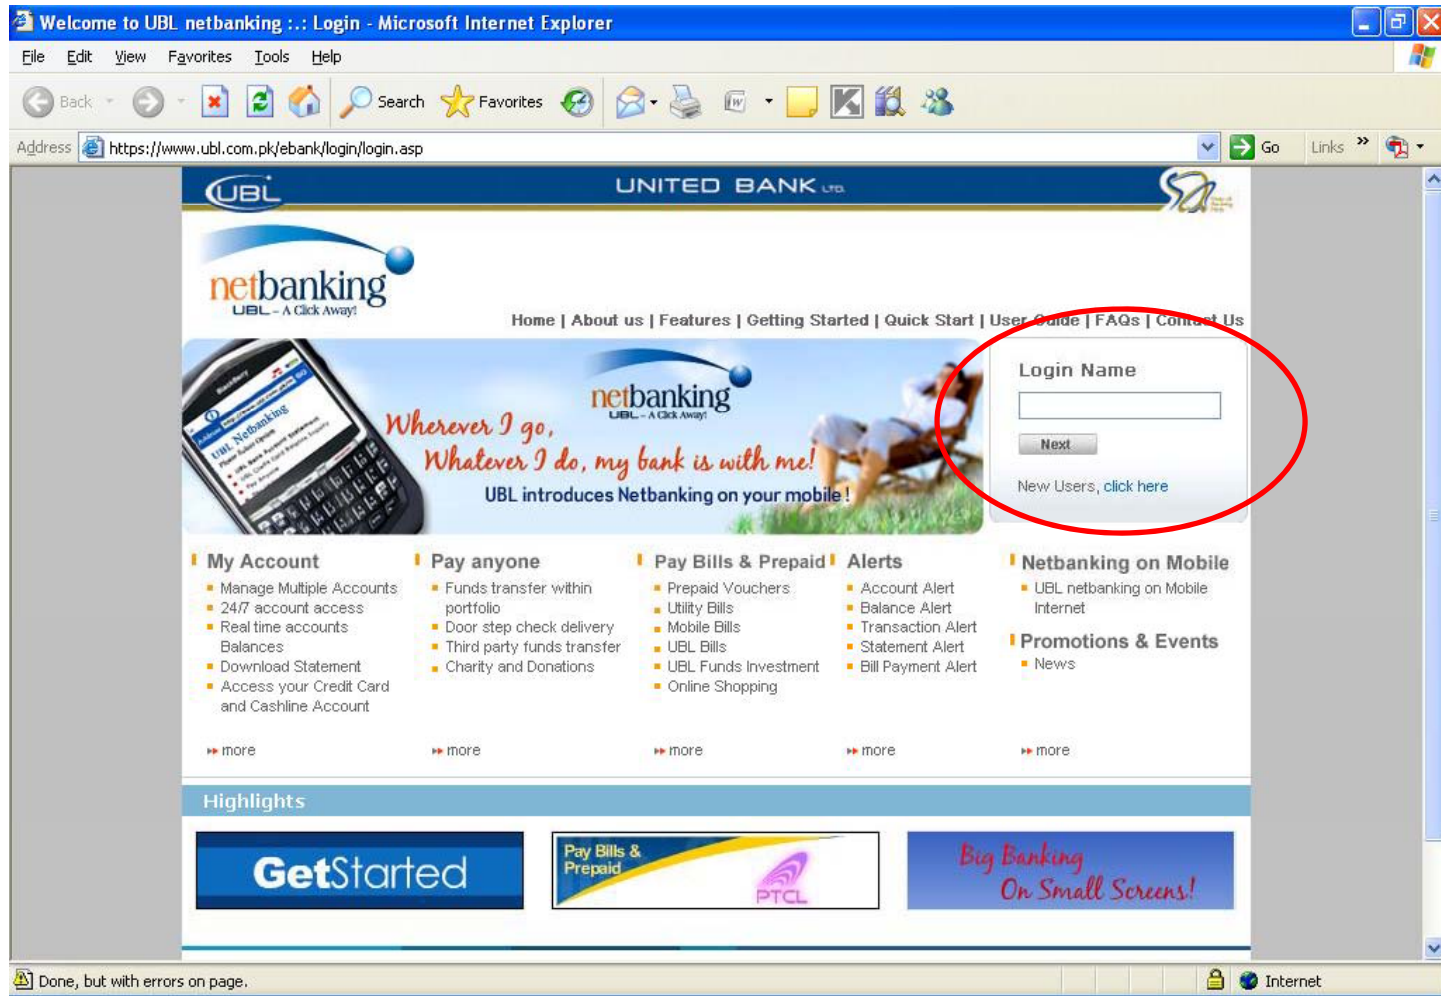 Welcome to UBL netbanking :.: Login - Microsoft Internet Explorer
File Edit View Favorites Tools Help
Back Search Favorites
Address https://www.ubl.com.pk/ebank/login/login.asp Go Links »
UBL UNITED BANK LTD.
netbanking
UBL - A Click Away!
Home | About us | Features | Getting Started | Quick Start | User Guide | FAQs | Contact Us
BlackBerry
UBL Netbanking
netbanking
UBL - A Click Away!
Wherever I go,
Whatever I do, my bank is with me!
UBL introduces Netbanking on your mobile !
Login Name
Next
New Users, click here
My Account
Manage Multiple Accounts
24/7 account access
Real time accounts
Balances
Download Statement
Access your Credit Card
and Cashline Account
more
Pay anyone
Funds transfer within
portfolio
Door step check delivery
Third party funds transfer
Charity and Donations
more
Pay Bills & Prepaid
Prepaid Vouchers
Utility Bills
Mobile Bills
UBL Bills
UBL Funds Investment
Online Shopping
more
Alerts
Account Alert
Balance Alert
Transaction Alert
Statement Alert
Bill Payment Alert
more
Netbanking on Mobile
UBL netbanking on Mobile
Internet
Promotions & Events
News
more
Highlights
GetStarted
Pay Bills &
Prepaid
PTCL
Big Banking
On Small Screens!
Done, but with errors on page. Internet